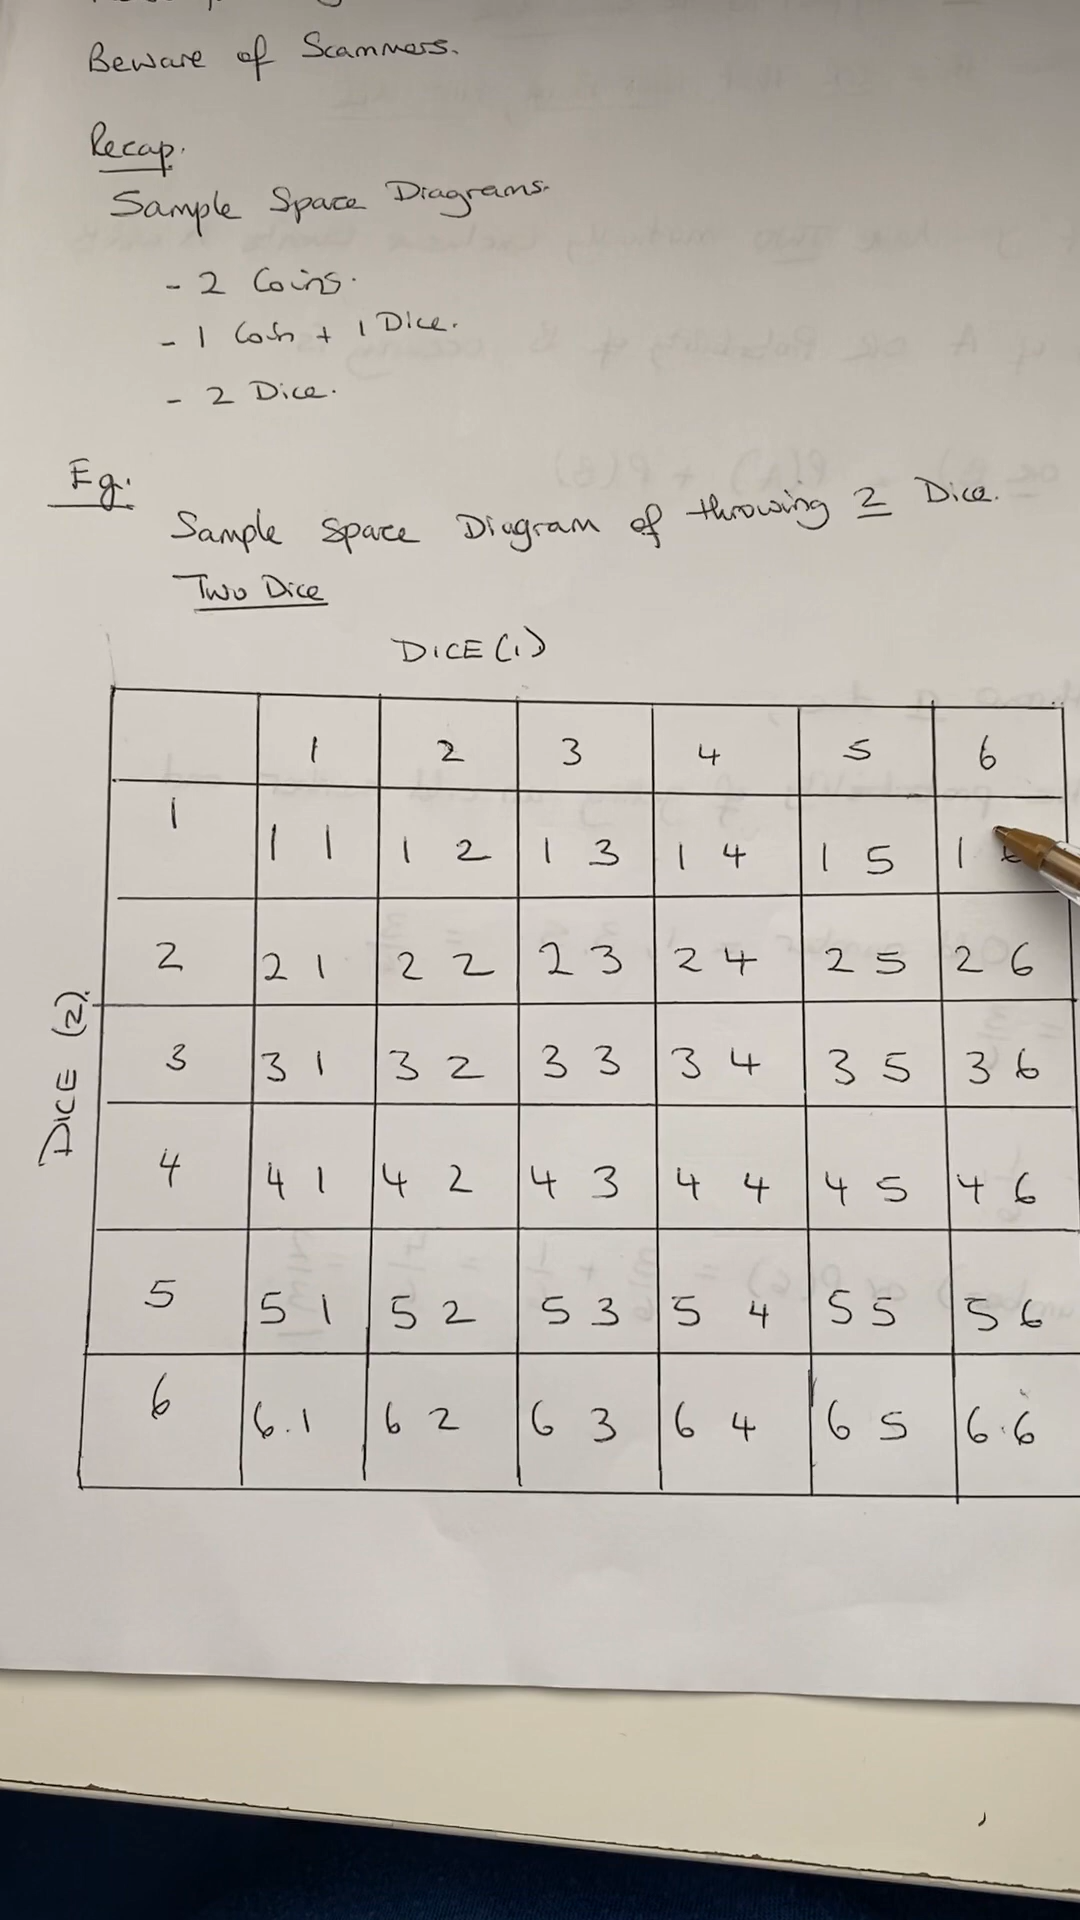 Beware of Scammers.
Recap.
Sample Space Diagrams.
- 2 Coins.
- 1 Coin + 1 Dice.
- 2 Dice.
Eg.
Sample Space Diagram of throwing 2 Dice.
Two Dice
DICE (1)
1 2 3 4 5 6
1 1 1 1 2 1 3 1 4 1 5 1
2 2 1 2 2 2 3 2 4 2 5 2 6
3 3 1 3 2 3 3 3 4 3 5 3 6
4 4 1 4 2 4 3 4 4 4 5 4 6
5 5 1 5 2 5 3 5 4 5 5 5 6
6 6.1 6 2 6 3 6 4 6 5 6.6
DICE (2).